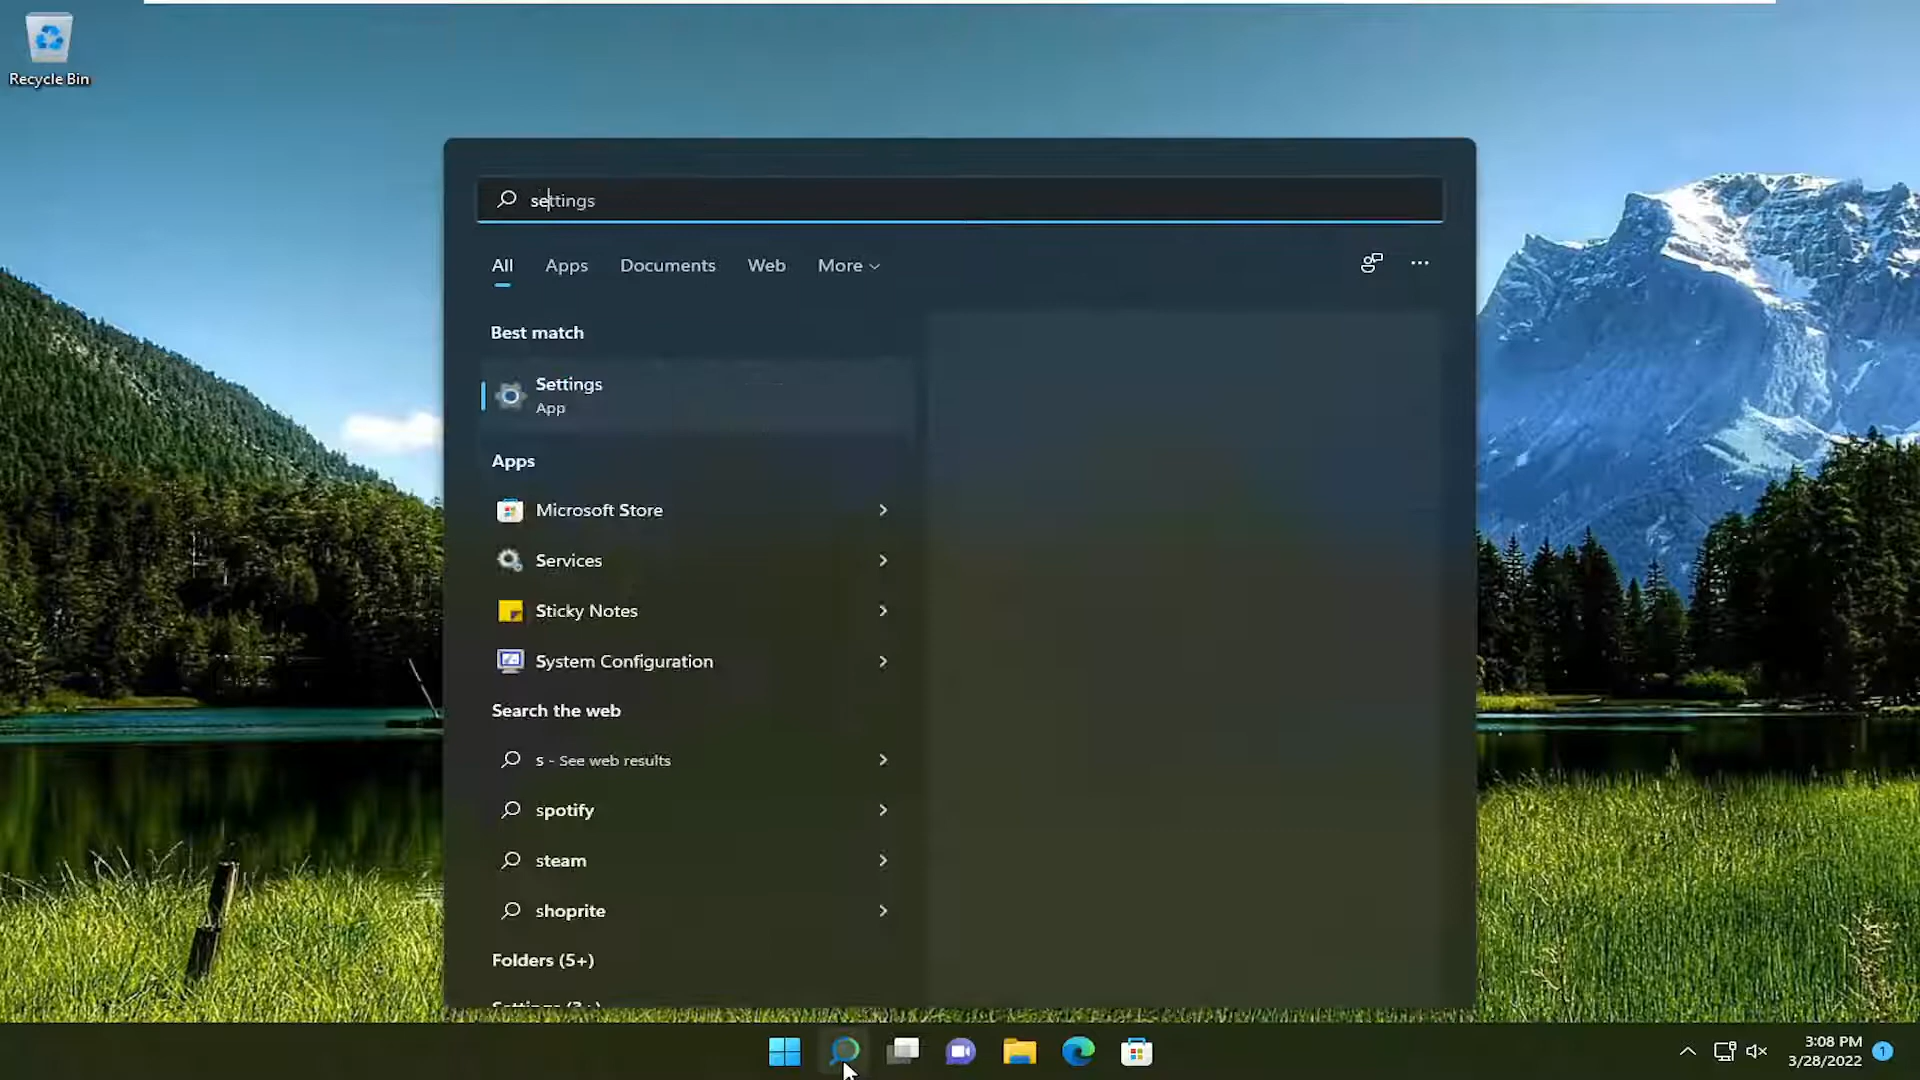 Recycle Bin
settings
All Apps Documents Web More
Best match
Settings
App
Apps
Microsoft Store
Services
Sticky Notes
System Configuration
Search the web
s - See web results
spotify
steam
shoprite
Folders (5+)
Settings (3+)
3:08 PM
3/28/2022
1